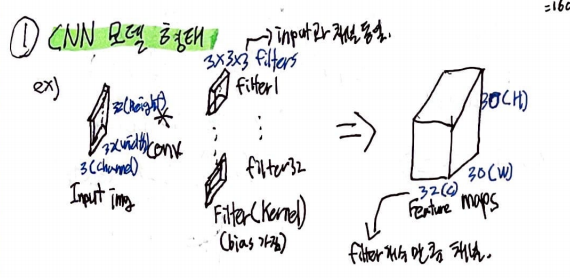 =160
① CNN 모델 형태
→ input과 채널 동일.
3x3x3 filters
ex)
32(height)
*
filter1
32(width)
conv
3(channel)
Input img
⋮ ⋮
filter32
Filter(Kernel)
(bias 가짐)
⇒
30(H)
30(W)
32(C)
Feature maps
filter 개수 만큼 채널.